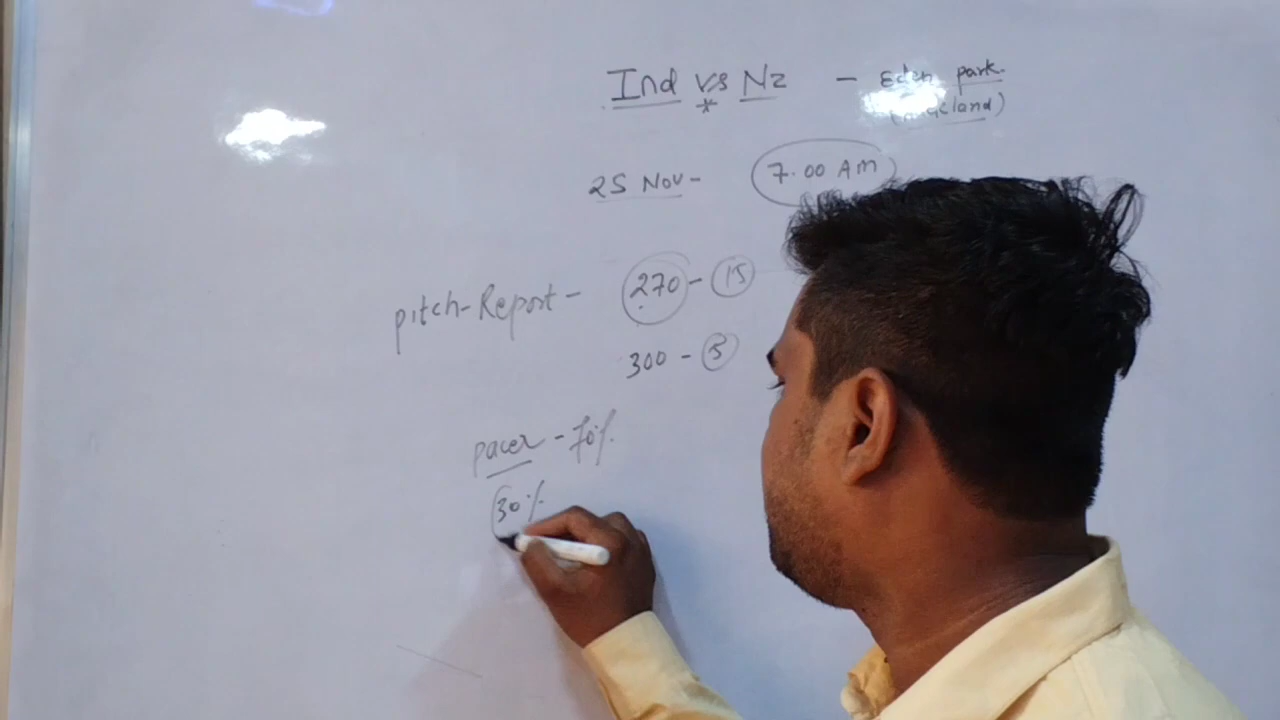 Ind vs Nz - Eden park.
25 Nov - 7.00 AM
pitch-Report - 270 - 15
300 - 5
pacer - 70%
30%